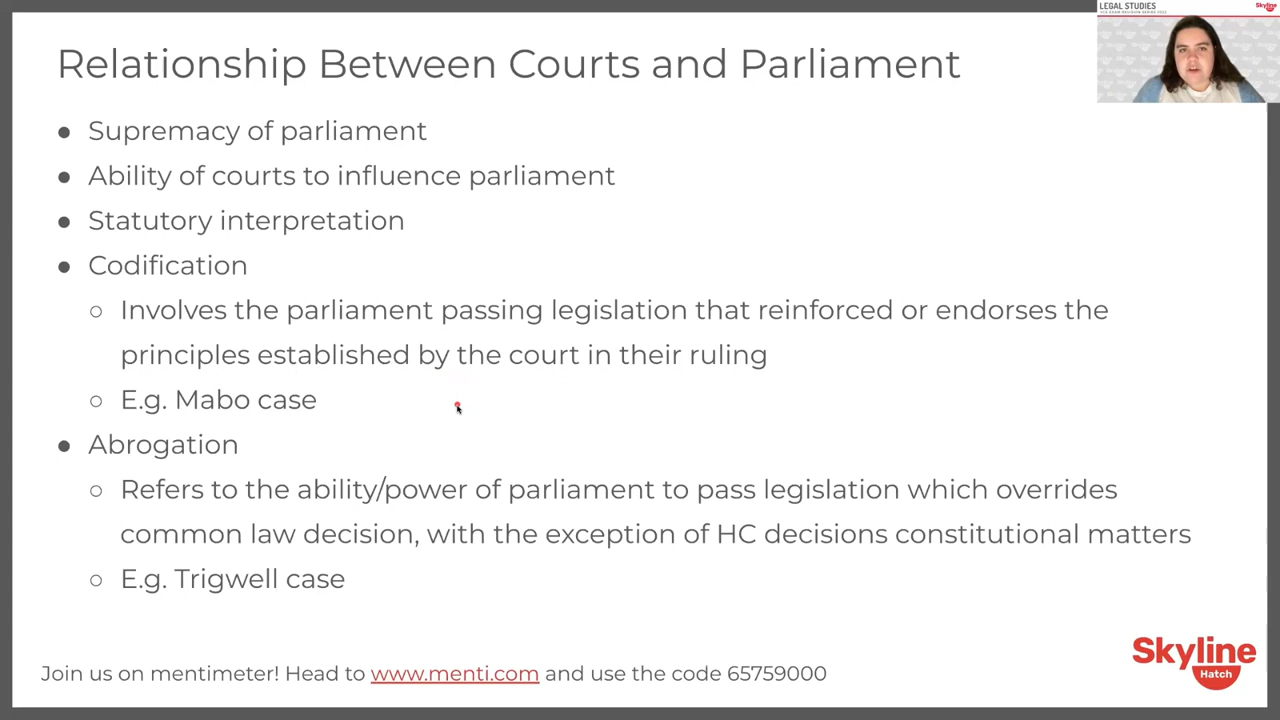 LEGAL STUDIES
Skyline
Relationship Between Courts and Parliament
● Supremacy of parliament
● Ability of courts to influence parliament
● Statutory interpretation
● Codification
○ Involves the parliament passing legislation that reinforced or endorses the
principles established by the court in their ruling
○ E.g. Mabo case
● Abrogation
○ Refers to the ability/power of parliament to pass legislation which overrides
common law decision, with the exception of HC decisions constitutional matters
○ E.g. Trigwell case
Join us on mentimeter! Head to www.menti.com and use the code 65759000
Skyline
Hatch